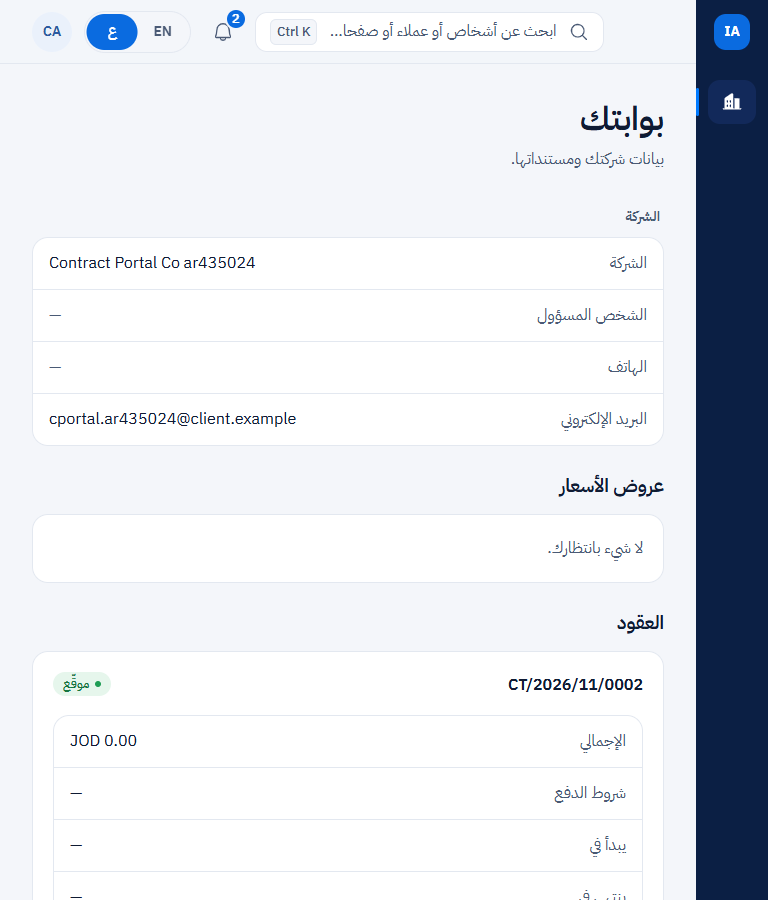 IA
ابحث عن أشخاص أو عملاء أو صفحا... Ctrl K
2
EN ع
CA
بوابتك
بيانات شركتك ومستنداتها.
الشركة
الشركة Contract Portal Co ar435024
الشخص المسؤول —
الهاتف —
البريد الإلكتروني cportal.ar435024@client.example
عروض الأسعار
لا شيء بانتظارك.
العقود
CT/2026/11/0002 موقّع
الإجمالي JOD 0.00
شروط الدفع —
يبدأ في —